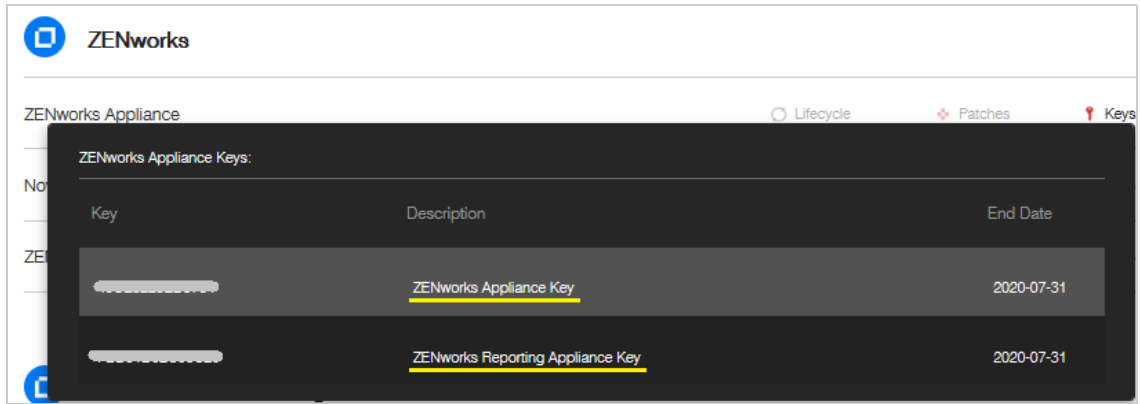 ZENworks
ZENworks Appliance Lifecycle Patches Keys
ZENworks Appliance Keys:
Key Description End Date
ZENworks Appliance Key 2020-07-31
ZENworks Reporting Appliance Key 2020-07-31